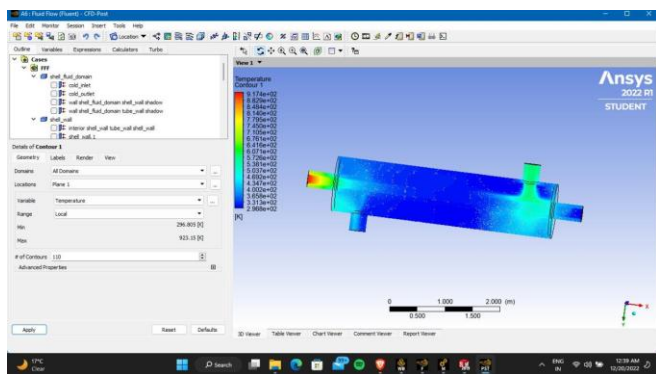 A6 : Fluid Flow (Fluent) - CFD-Post
File Edit Monitor Session Insert Tools Help
Location
Outline Variables Expressions Calculators Turbo
Cases
FFF
shell_fluid_domain
cold_inlet
cold_outlet
wall shell_fluid_domain shell_wall shadow
wall shell_fluid_domain tube_wall shadow
shell_wall
interior shell_wall tube_wall shell_wall
shell_wall.1
Details of Contour 1
Geometry Labels Render View
Domains All Domains
Locations Plane 1
Variable Temperature
Range Local
Min 296.805 [K]
Max 923.15 [K]
# of Contours 110
Advanced Properties
Apply Reset Defaults
View 1
Temperature
Contour 1
9.174e+02
8.829e+02
8.484e+02
8.140e+02
7.795e+02
7.450e+02
7.105e+02
6.761e+02
6.416e+02
6.071e+02
5.726e+02
5.381e+02
5.037e+02
4.692e+02
4.347e+02
4.002e+02
3.658e+02
3.313e+02
2.968e+02
[K]
Ansys
2022 R1
STUDENT
0 1.000 2.000 (m)
0.500 1.500
X
Y
3D Viewer Table Viewer Chart Viewer Comment Viewer Report Viewer
17°C
Clear
Search
ENG
IN
12:39 AM
12/20/2022